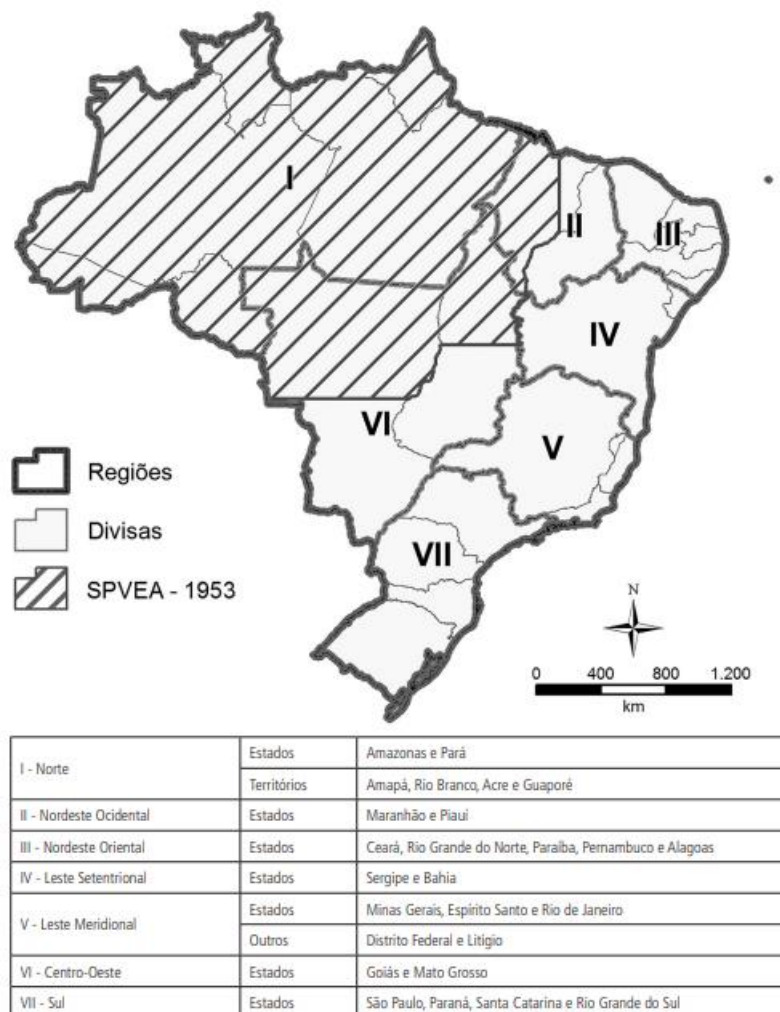 I
II
III
IV
VI
V
VII
Regiões
Divisas
SPVEA - 1953
N
0 400 800 1.200
km
I - Norte
Estados
Amazonas e Pará
Territórios
Amapá, Rio Branco, Acre e Guaporé
II - Nordeste Ocidental
Estados
Maranhão e Piauí
III - Nordeste Oriental
Estados
Ceará, Rio Grande do Norte, Paraíba, Pernambuco e Alagoas
IV - Leste Setentrional
Estados
Sergipe e Bahia
V - Leste Meridional
Estados
Minas Gerais, Espírito Santo e Rio de Janeiro
Outros
Distrito Federal e Litígio
VI - Centro-Oeste
Estados
Goiás e Mato Grosso
VII - Sul
Estados
São Paulo, Paraná, Santa Catarina e Rio Grande do Sul